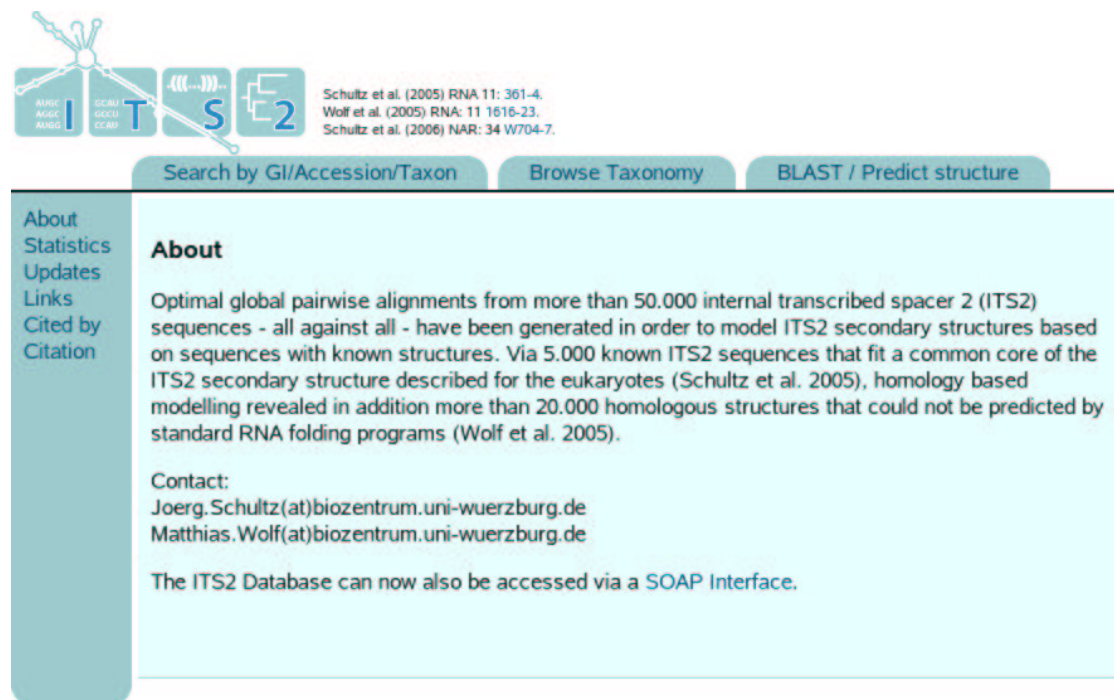 .(((...))).
AUGC
AGGC
AUGG
GCAU
GCCU
CCAU
I T S 2
Schultz et al. (2005) RNA 11: 361-4.
Wolf et al. (2005) RNA: 11 1616-23.
Schultz et al. (2006) NAR: 34 W704-7.
Search by GI/Accession/Taxon
Browse Taxonomy
BLAST / Predict structure
About
Statistics
Updates
Links
Cited by
Citation
About
Optimal global pairwise alignments from more than 50.000 internal transcribed spacer 2 (ITS2)
sequences - all against all - have been generated in order to model ITS2 secondary structures based
on sequences with known structures. Via 5.000 known ITS2 sequences that fit a common core of the
ITS2 secondary structure described for the eukaryotes (Schultz et al. 2005), homology based
modelling revealed in addition more than 20.000 homologous structures that could not be predicted by
standard RNA folding programs (Wolf et al. 2005).
Contact:
Joerg.Schultz(at)biozentrum.uni-wuerzburg.de
Matthias.Wolf(at)biozentrum.uni-wuerzburg.de
The ITS2 Database can now also be accessed via a SOAP Interface.